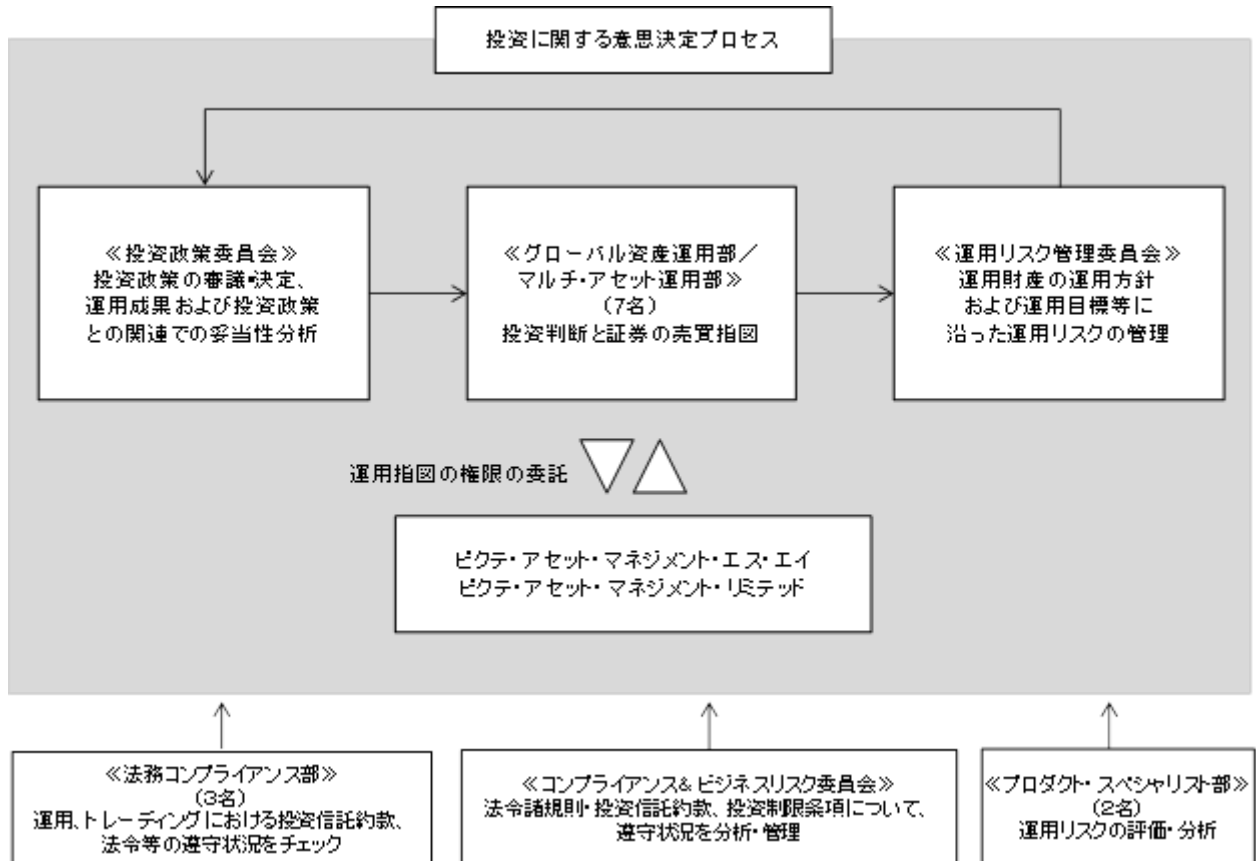 投資に関する意思決定プロセス
≪投資政策委員会≫
投資政策の審議・決定、
運用成果および投資政策
との関連での妥当性分析
≪グローバル資産運用部／
マルチ・アセット運用部≫
(7名)
投資判断と証券の売買指図
≪運用リスク管理委員会≫
運用財産の運用方針
および運用目標等に
沿った運用リスクの管理
運用指図の権限の委託
ピクテ・アセット・マネジメント・エス・エイ
ピクテ・アセット・マネジメント・リミテッド
≪法務コンプライアンス部≫
(3名)
運用、トレーディングにおける投資信託約款、
法令等の遵守状況をチェック
≪コンプライアンス&ビジネスリスク委員会≫
法令諸規則・投資信託約款、投資制限条項について、
遵守状況を分析・管理
≪プロダクト・スペシャリスト部≫
(2名)
運用リスクの評価・分析